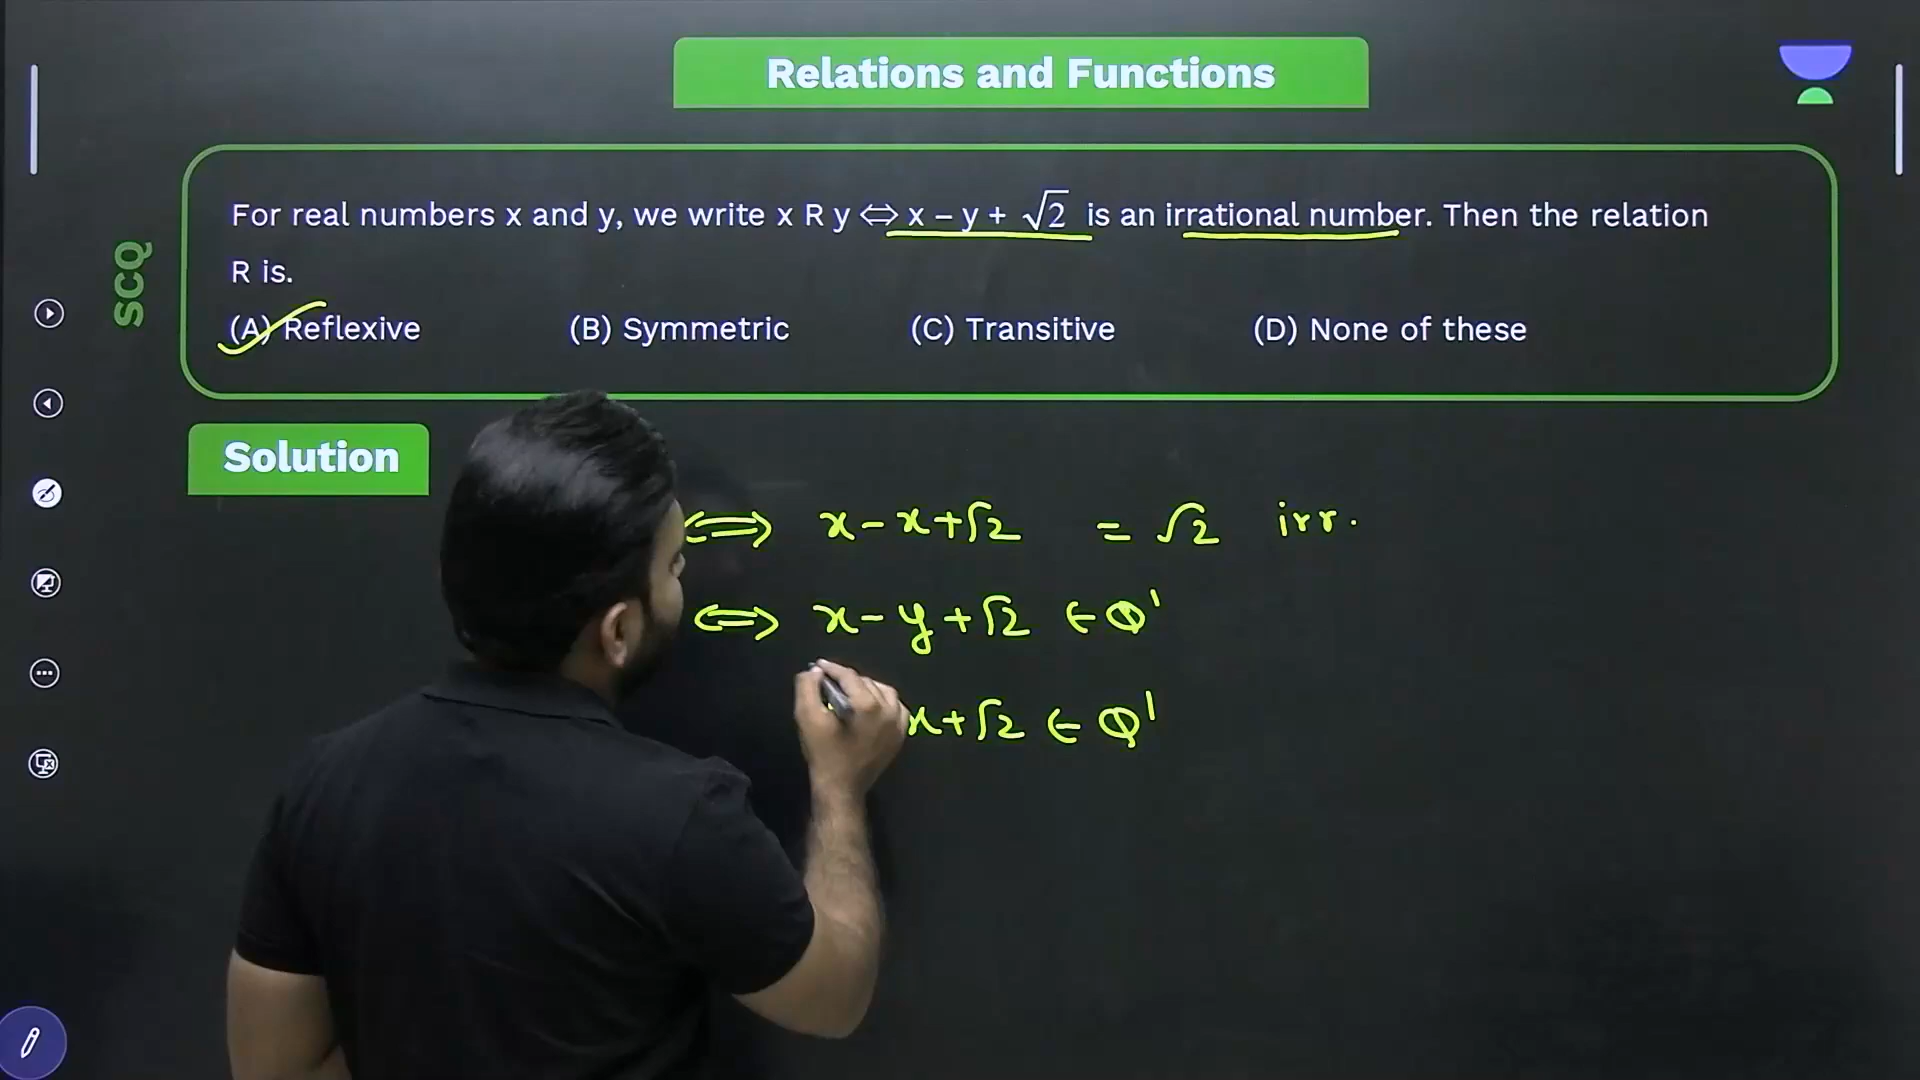 Relations and Functions
SCQ
For real numbers x and y, we write x R y ⇔ x – y + √2 is an irrational number. Then the relation
R is.
(A) Reflexive (B) Symmetric (C) Transitive (D) None of these
Solution
⇔ x - x + √2 = √2 irr.
⇔ x - y + √2 ∈ Q'
x + √2 ∈ Q'